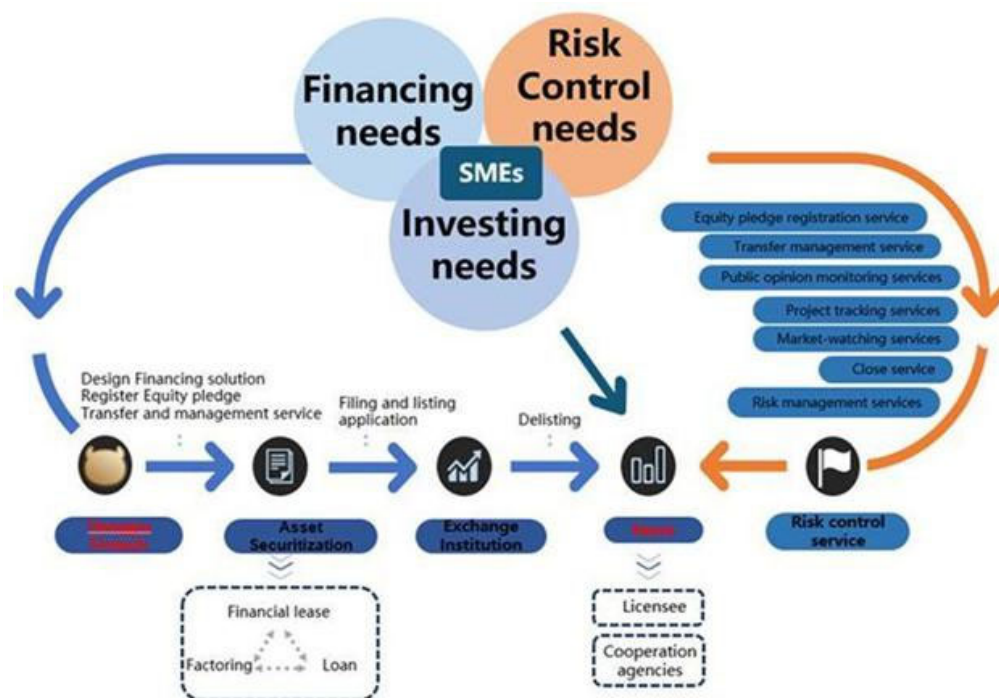 Financing
needs
Risk
Control
needs
SMEs
Investing
needs
Equity pledge registration service
Transfer management service
Public opinion monitoring services
Project tracking services
Market-watching services
Close service
Risk management services
Design Financing solution
Register Equity pledge
Transfer and management service
Filing and listing
application
Delisting
Asset
Securitization
Exchange
Institution
Risk control
service
Financial lease
Factoring
Loan
Licensee
Cooperation
agencies